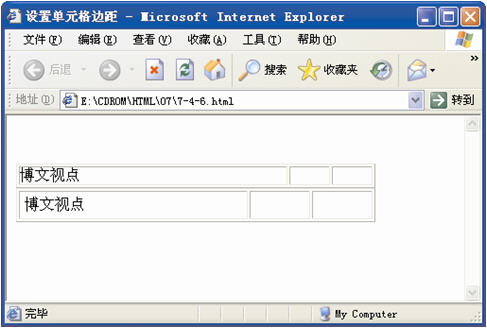 设置单元格边距 - Microsoft Internet Explorer
文件(F) 编辑(E) 查看(V) 收藏(A) 工具(T) 帮助(H)
后退 搜索 收藏夹
地址(D) E:\CDROM\HTML\07\7-4-6.html 转到
博文视点
博文视点
完毕 My Computer